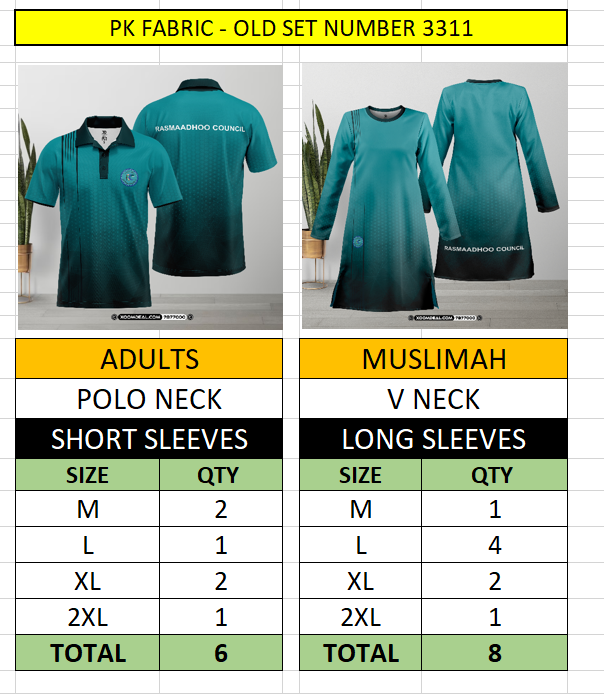 PK FABRIC - OLD SET NUMBER 3311
RASMAADHOO COUNCIL
RASMAADHOO COUNCIL
XOOMDEAL.COM 7977000
XOOMDEAL.COM 7977000
ADULTS
POLO NECK
SHORT SLEEVES
SIZE QTY
M 2
L 1
XL 2
2XL 1
TOTAL 6
MUSLIMAH
V NECK
LONG SLEEVES
SIZE QTY
M 1
L 4
XL 2
2XL 1
TOTAL 8